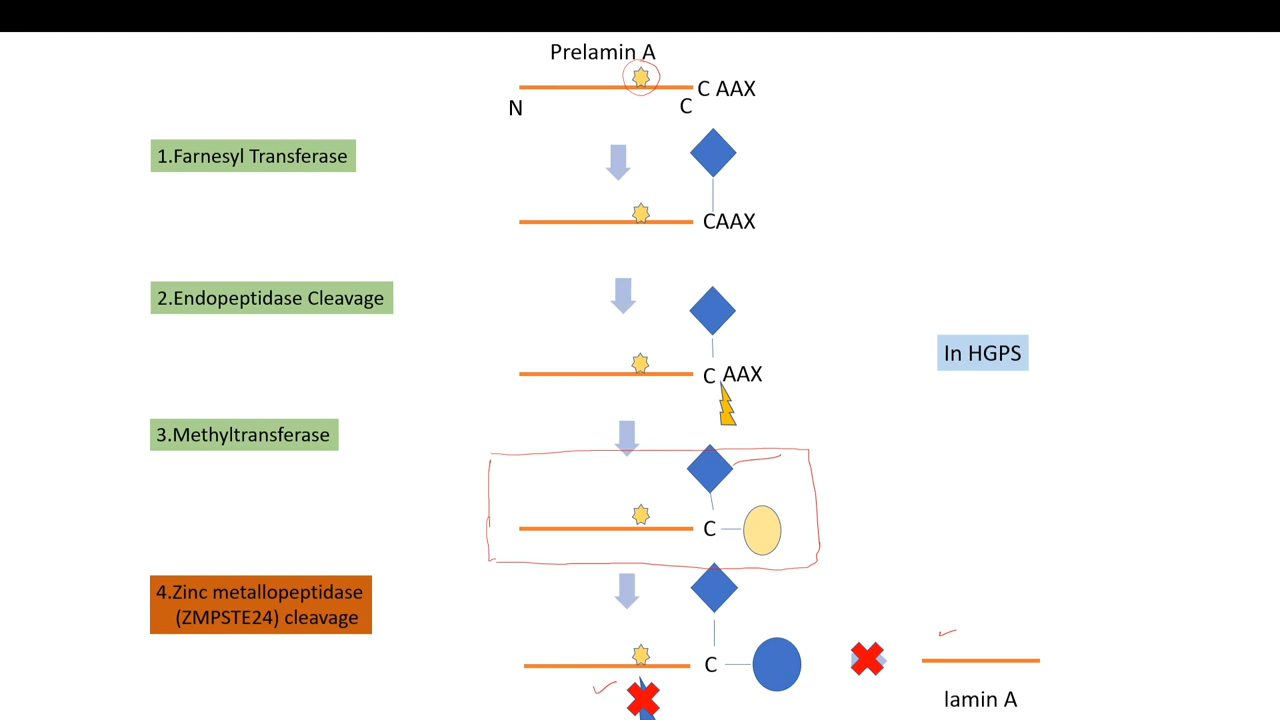 Prelamin A
C AAX
N
C
1.Farnesyl Transferase
CAAX
2.Endopeptidase Cleavage
In HGPS
C AAX
3.Methyltransferase
C
4.Zinc metallopeptidase
(ZMPSTE24) cleavage
C
lamin A